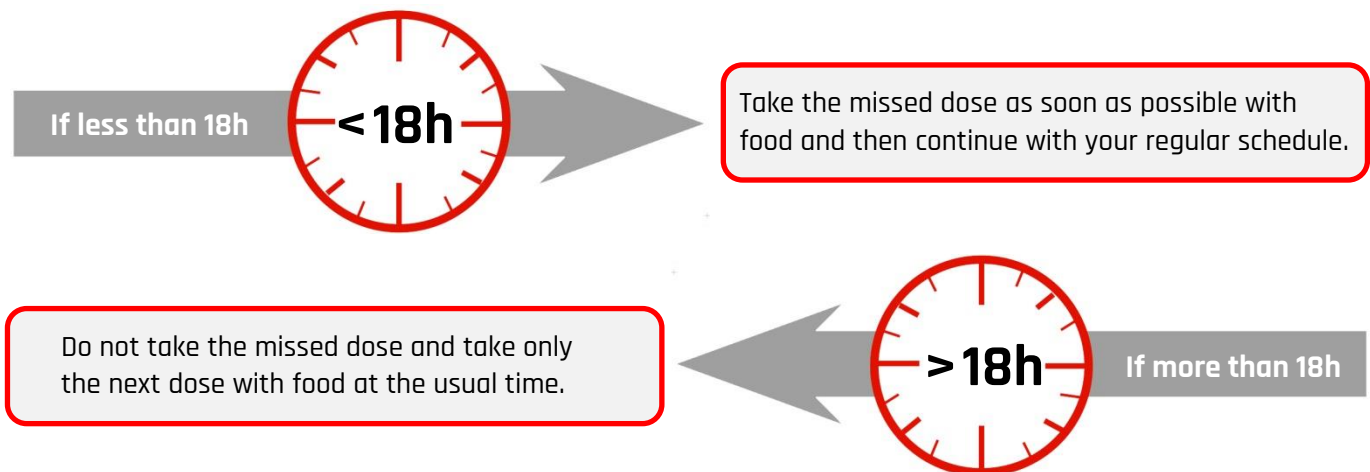 If less than 18h
< 18h
Take the missed dose as soon as possible with
food and then continue with your regular schedule.
Do not take the missed dose and take only
the next dose with food at the usual time.
> 18h
If more than 18h